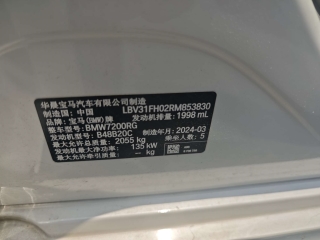 华晨宝马汽车有限公司制造
制造国: 中国 LBV31FH02RM853830
品牌: 宝马(BMW)牌 发动机排量: 1998 mL
整车型号: BMW7200RG
发动机型号: B48B20C 制造年月: 2024-03
最大允许总质量: 2055 kg 乘坐人数: 5
发动机最大净功率: 135 kW
最大允许牵引质量: -- kg